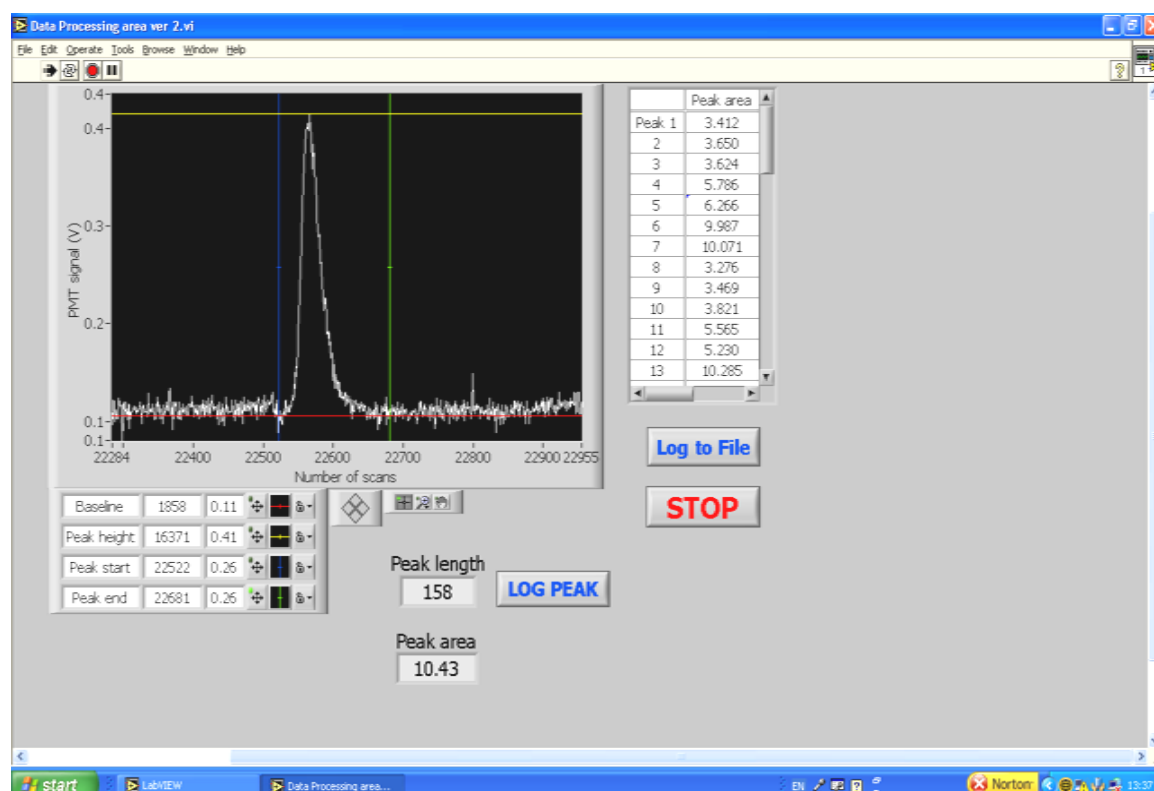 Data Processing area ver 2.vi
File Edit Operate Tools Browse Window Help
1
0.4
0.4
0.3
0.2
0.1
0.1
PMT signal (V)
22284 22400 22500 22600 22700 22800 22900 22955
Number of scans
Peak area
Peak 1 3.412
2 3.650
3 3.624
4 5.786
5 6.266
6 9.987
7 10.071
8 3.276
9 3.469
10 3.821
11 5.565
12 5.230
13 10.285
Log to File
STOP
Baseline 1858 0.11
Peak height 16371 0.41
Peak start 22522 0.26
Peak end 22681 0.26
Peak length
158
LOG PEAK
Peak area
10.43
start LabVIEW Data Processing area... EN Norton 13:37